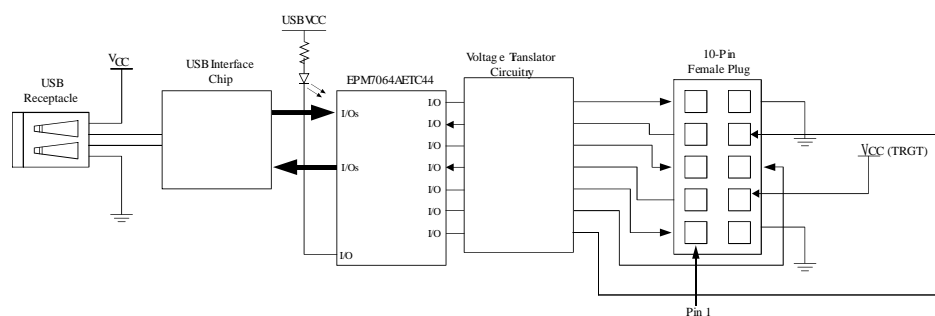 USB VCC
VCC
USB
Receptacle
USB Interface
Chip
EPM7064AETC44
Voltage Translator
Circuitry
10-Pin
Female Plug
I/Os
I/Os
I/O
I/O
I/O
I/O
I/O
I/O
I/O
I/O
VCC (TRGT)
Pin 1